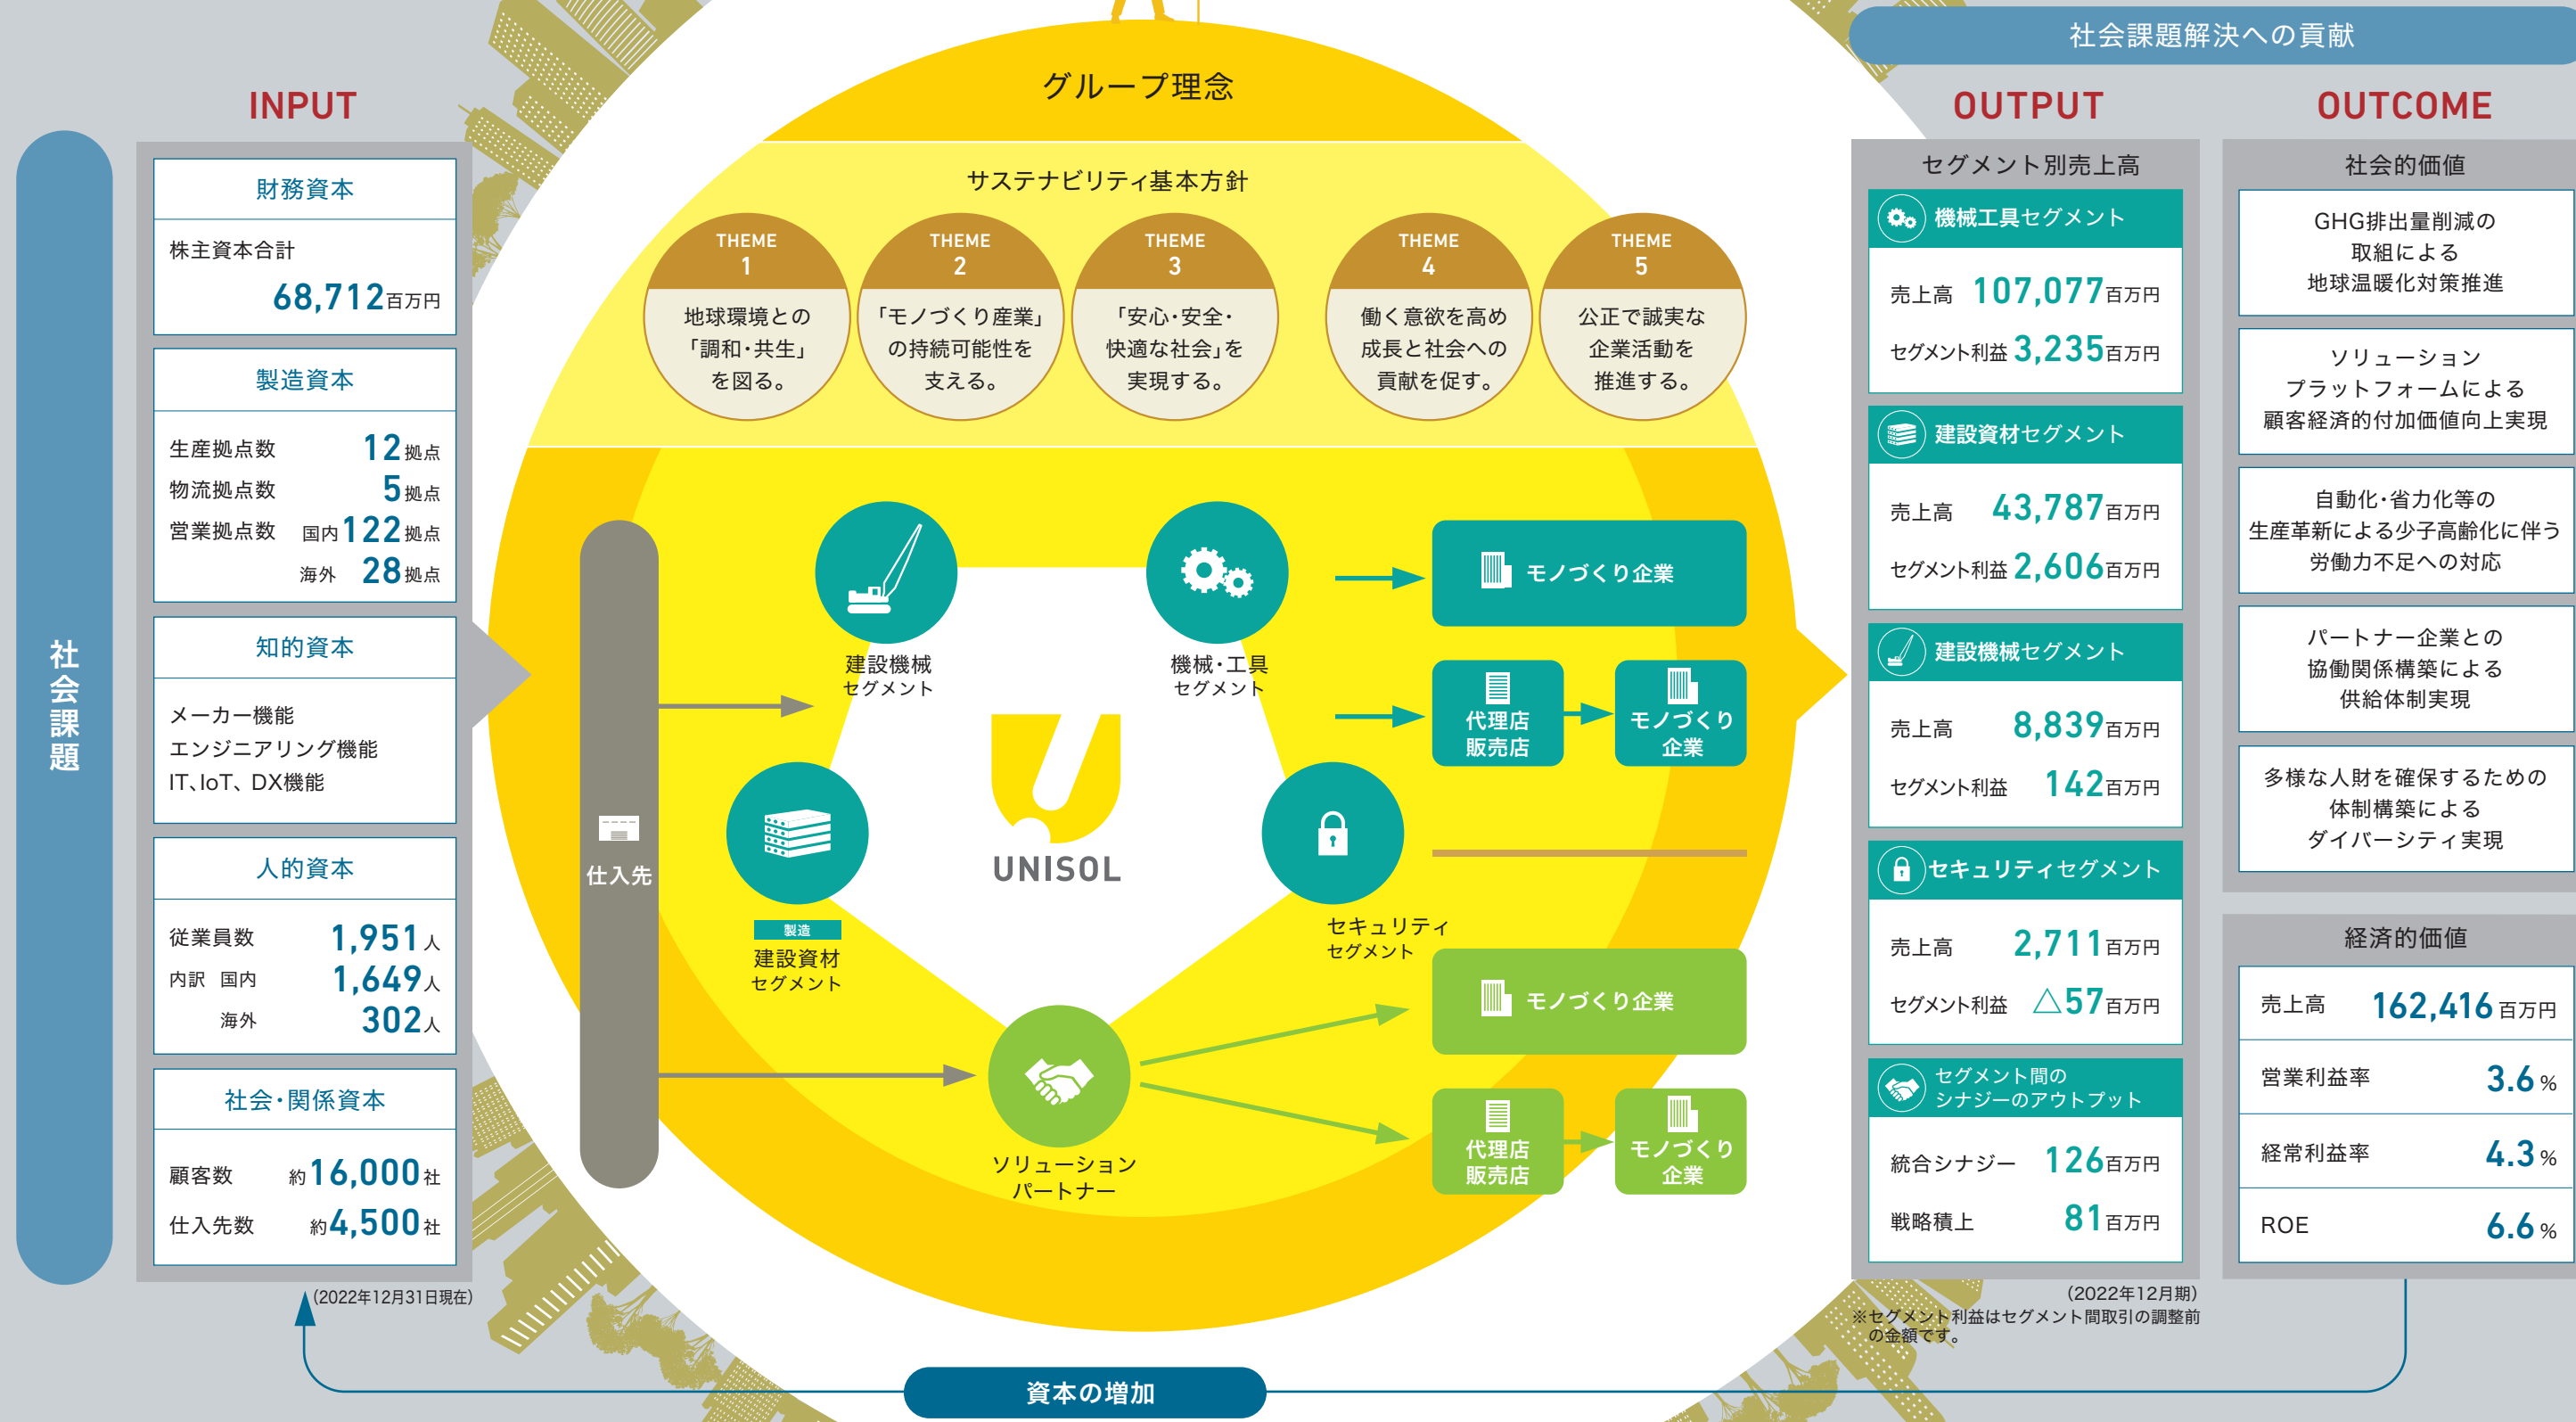 社会課題
INPUT
財務資本
株主資本合計
68,712百万円
製造資本
生産拠点数 12拠点
物流拠点数 5拠点
営業拠点数 国内122拠点
海外 28拠点
知的資本
メーカー機能
エンジニアリング機能
IT、IoT、DX機能
人的資本
従業員数 1,951人
内訳 国内 1,649人
海外 302人
社会・関係資本
顧客数 約16,000社
仕入先数 約4,500社
（2022年12月31日現在）
グループ理念
サステナビリティ基本方針
THEME
1
地球環境との
「調和・共生」
を図る。
THEME
2
「モノづくり産業」
の持続可能性を
支える。
THEME
3
「安心・安全・
快適な社会」を
実現する。
THEME
4
働く意欲を高め
成長と社会への
貢献を促す。
THEME
5
公正で誠実な
企業活動を
推進する。
仕入先
建設機械
セグメント
機械・工具
セグメント
製造
建設資材
セグメント
UNISOL
セキュリティ
セグメント
ソリューション
パートナー
モノづくり企業
代理店
販売店
モノづくり
企業
モノづくり企業
代理店
販売店
モノづくり
企業
社会課題解決への貢献
OUTPUT
セグメント別売上高
機械工具セグメント
売上高 107,077百万円
セグメント利益 3,235百万円
建設資材セグメント
売上高 43,787百万円
セグメント利益 2,606百万円
建設機械セグメント
売上高 8,839百万円
セグメント利益 142百万円
セキュリティセグメント
売上高 2,711百万円
セグメント利益 △57百万円
セグメント間の
シナジーのアウトプット
統合シナジー 126百万円
戦略積上 81百万円
（2022年12月期）
※セグメント利益はセグメント間取引の調整前
の金額です。
OUTCOME
社会的価値
GHG排出量削減の
取組による
地球温暖化対策推進
ソリューション
プラットフォームによる
顧客経済的付加価値向上実現
自動化・省力化等の
生産革新による少子高齢化に伴う
労働力不足への対応
パートナー企業との
協働関係構築による
供給体制実現
多様な人財を確保するための
体制構築による
ダイバーシティ実現
経済的価値
売上高 162,416百万円
営業利益率 3.6%
経常利益率 4.3%
ROE 6.6%
資本の増加